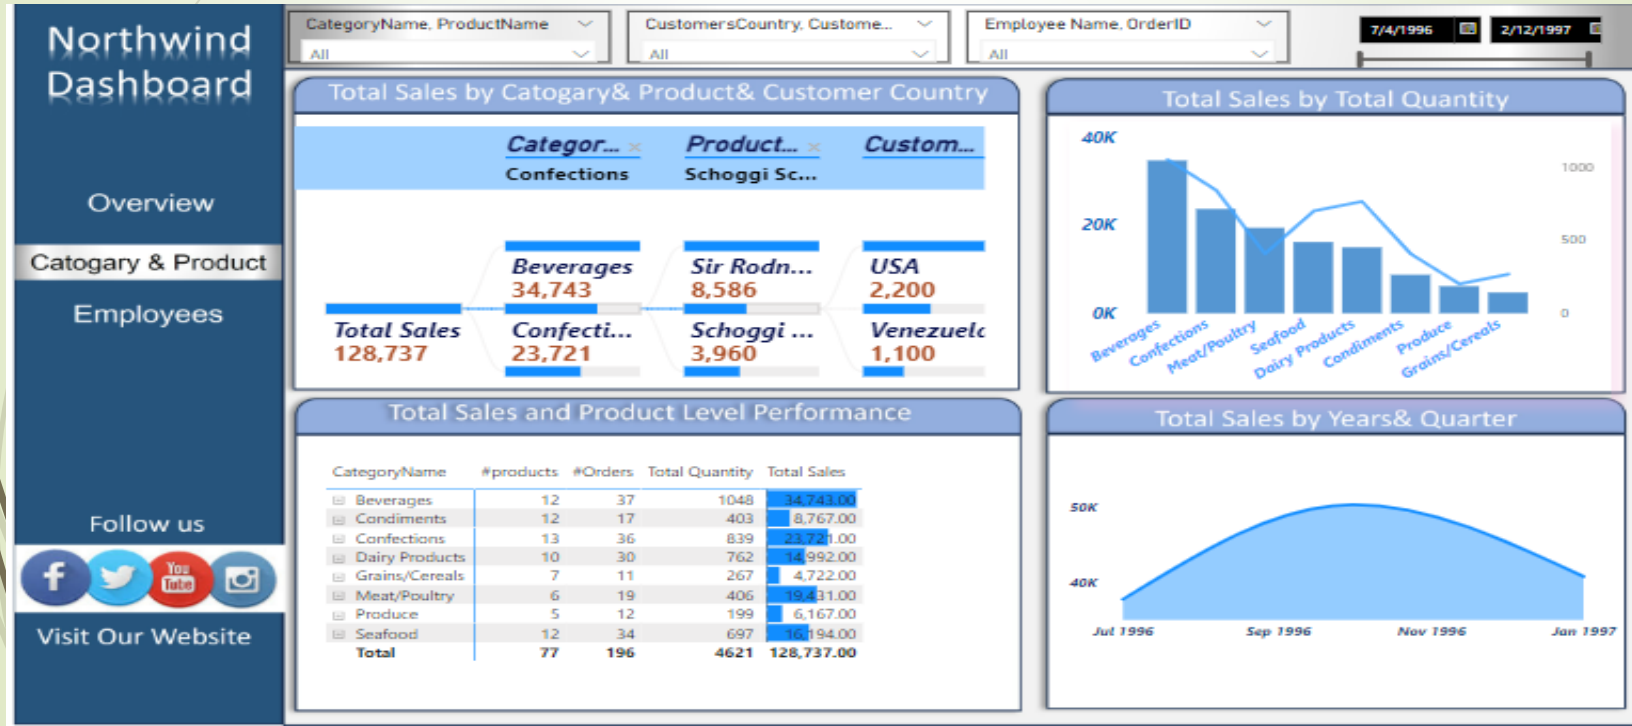 Northwind
Dashboard
Overview
Catogary & Product
Employees
Follow us
You
Tube
Visit Our Website
CategoryName, ProductName
All
CustomersCountry, Custome...
All
Employee Name, OrderID
All
7/4/1996
2/12/1997
Total Sales by Catogary& Product& Customer Country
Categor... ×
Product... ×
Custom...
Confections
Schoggi Sc...
Beverages
34,743
Sir Rodn...
8,586
USA
2,200
Total Sales
128,737
Confecti...
23,721
Schoggi ...
3,960
Venezuel
1,100
Total Sales by Total Quantity
40K
20K
0K
1000
500
0
Beverages
Confections
Meat/Poultry
Seafood
Dairy Products
Condiments
Produce
Grains/Cereals
Total Sales and Product Level Performance
CategoryName #products #Orders Total Quantity Total Sales
Beverages 12 37 1048 34,743.00
Condiments 12 17 403 8,767.00
Confections 13 36 839 23,721.00
Dairy Products 10 30 762 14,992.00
Grains/Cereals 7 11 267 4,722.00
Meat/Poultry 6 19 406 19,431.00
Produce 5 12 199 6,167.00
Seafood 12 34 697 16,194.00
Total 77 196 4621 128,737.00
Total Sales by Years& Quarter
50K
40K
Jul 1996
Sep 1996
Nov 1996
Jan 1997